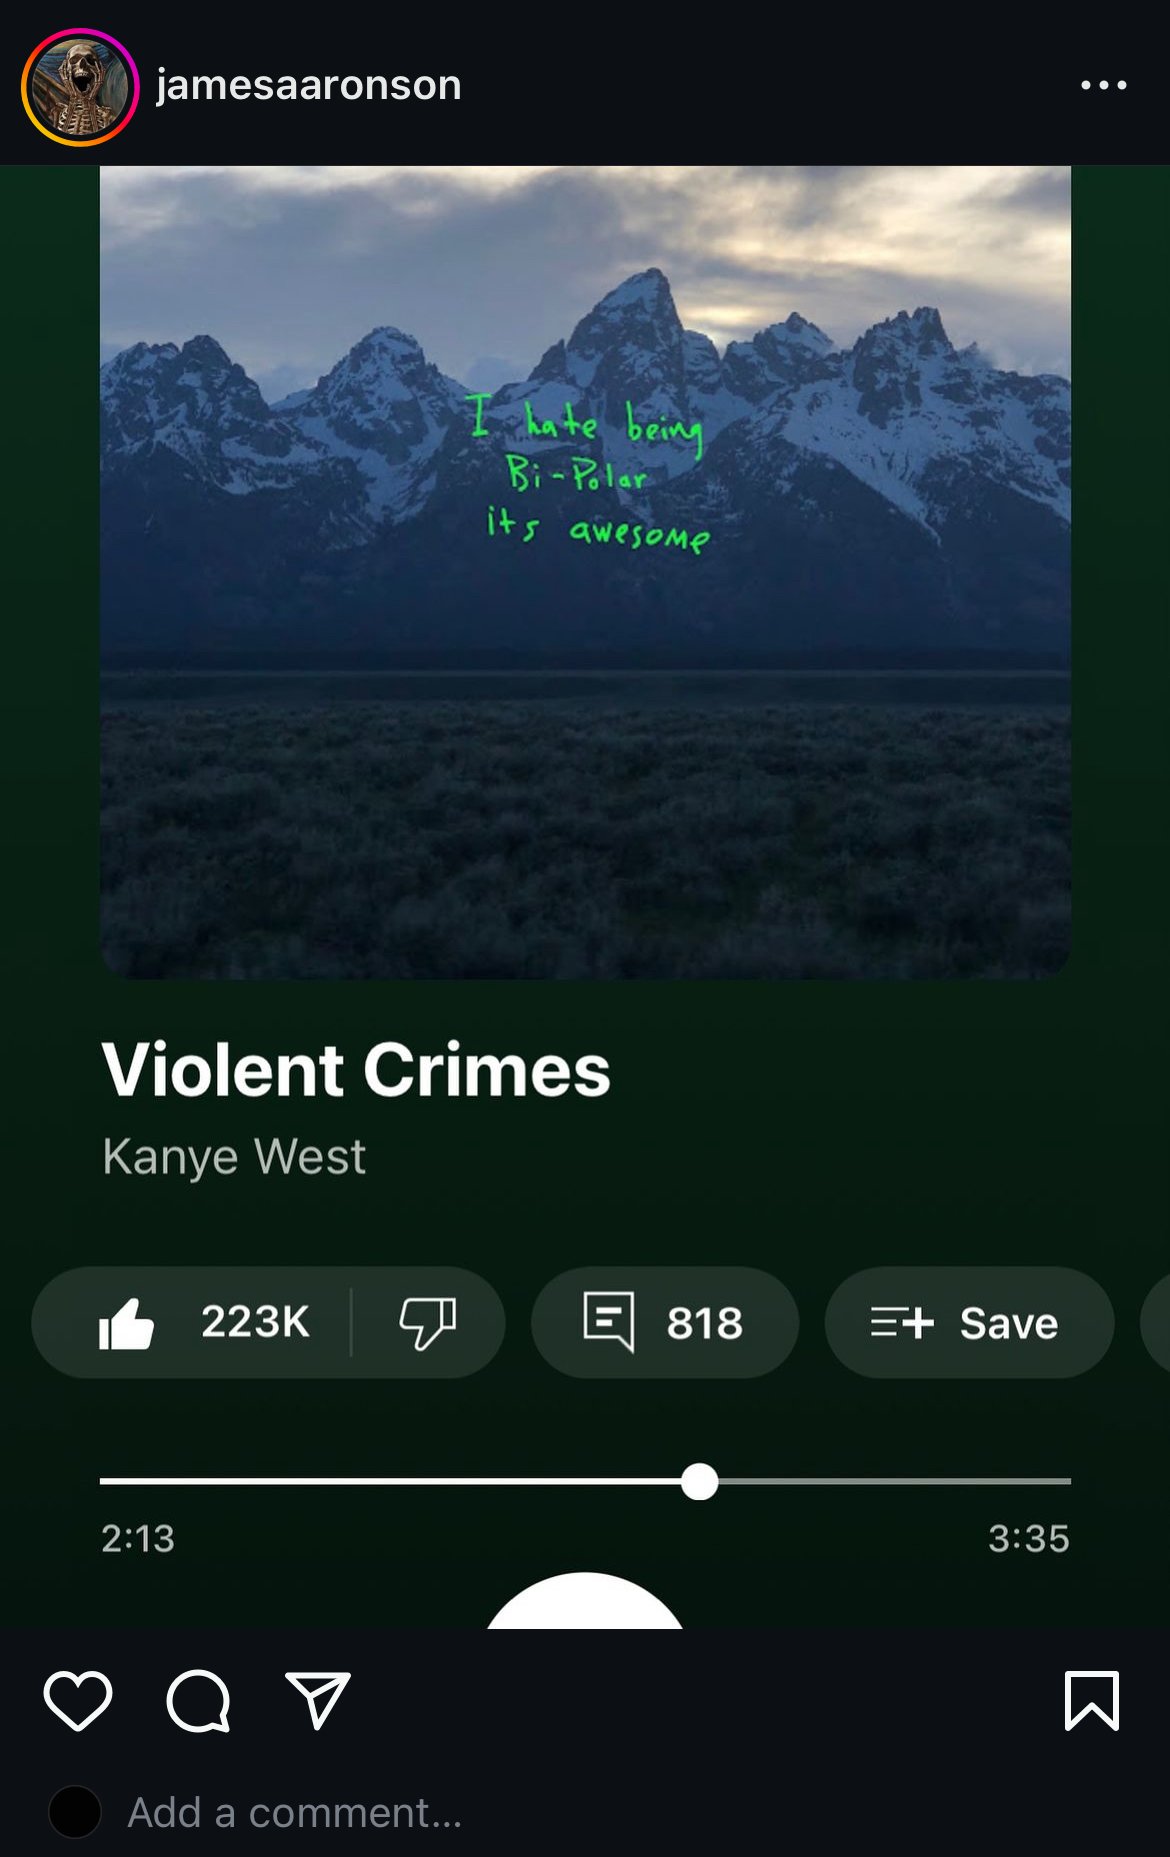 jamesaaronson
I hate being
Bi-Polar
its awesome
Violent Crimes
Kanye West
223K
818
Save
2:13
3:35
Add a comment...